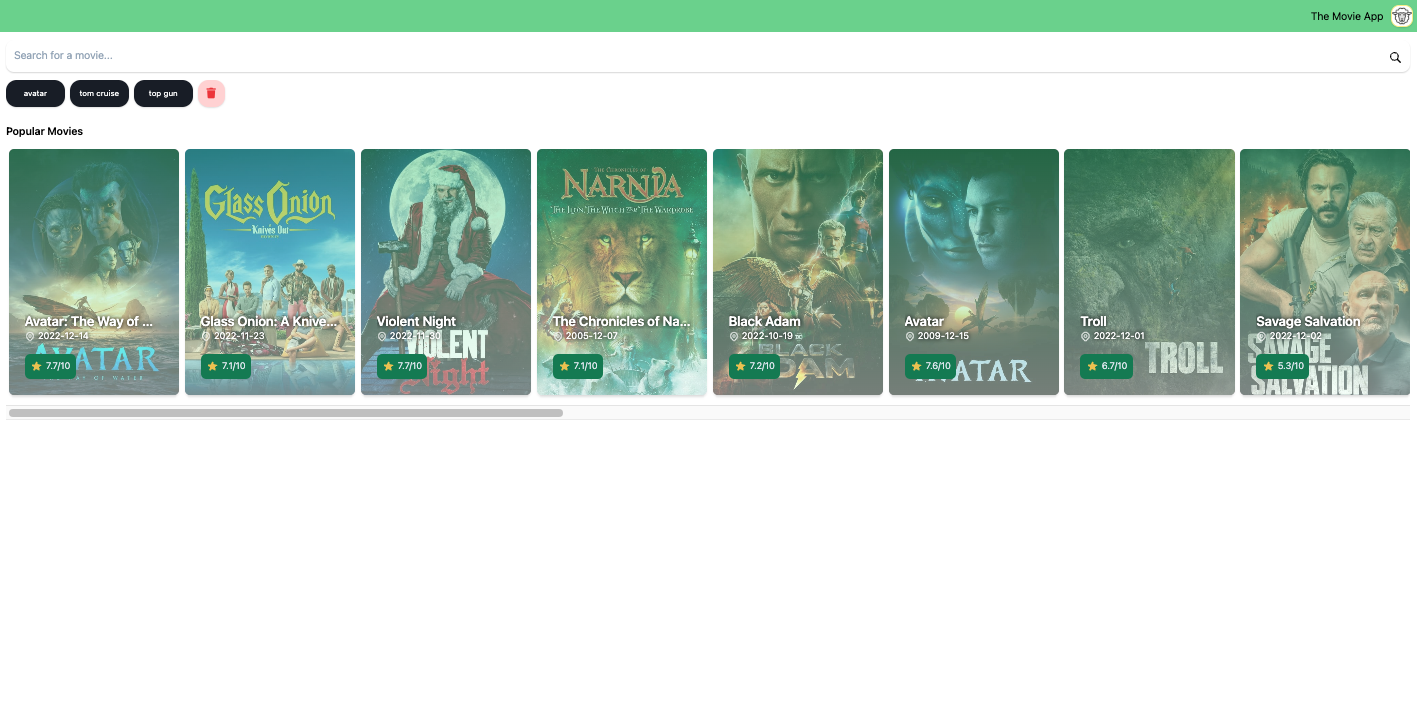 The Movie App
Search for a movie...
avatar
tom cruise
top gun
Popular Movies
Avatar: The Way of ...
2022-12-14
AVATAR
WAY OF WATER
7.7/10
Glass Onion
Knives Out
Glass Onion: A Knive...
2022-11-23
7.1/10
Violent Night
2022-11-30
VIOLENT
Night
7.7/10
THE CHRONICLES OF
NARNIA
THE LION, THE WITCH AND THE WARDROBE
The Chronicles of Na...
2005-12-07
7.1/10
Black Adam
2022-10-19
BLACK
ADAM
7.2/10
Avatar
2009-12-15
AVATAR
7.6/10
Troll
2022-12-01
TROLL
6.7/10
Savage Salvation
2022-12-02
SAVAGE
SALVATION
5.3/10